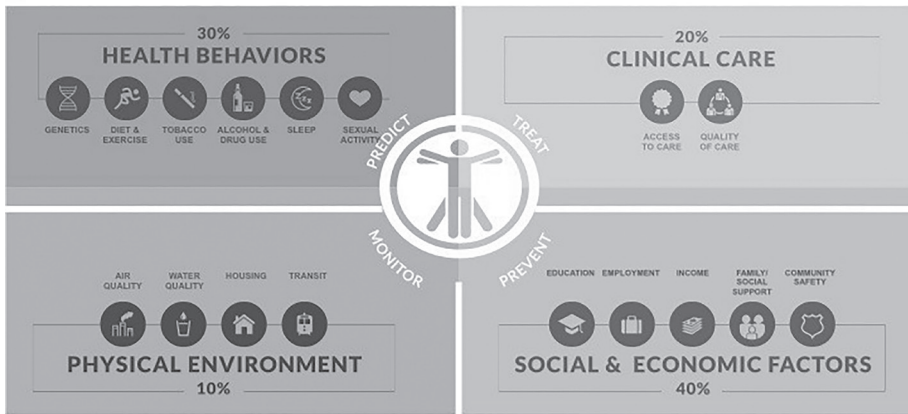 30%
HEALTH BEHAVIORS
GENETICS
DIET &
EXERCISE
TOBACCO
USE
ALCOHOL &
DRUG USE
SLEEP
SEXUAL
ACTIVITY
20%
CLINICAL CARE
ACCESS
TO CARE
QUALITY
OF CARE
PREDICT
TREAT
MONITOR
PREVENT
AIR
QUALITY
WATER
QUALITY
HOUSING
TRANSIT
PHYSICAL ENVIRONMENT
10%
EDUCATION
EMPLOYMENT
INCOME
FAMILY/
SOCIAL
SUPPORT
COMMUNITY
SAFETY
SOCIAL & ECONOMIC FACTORS
40%